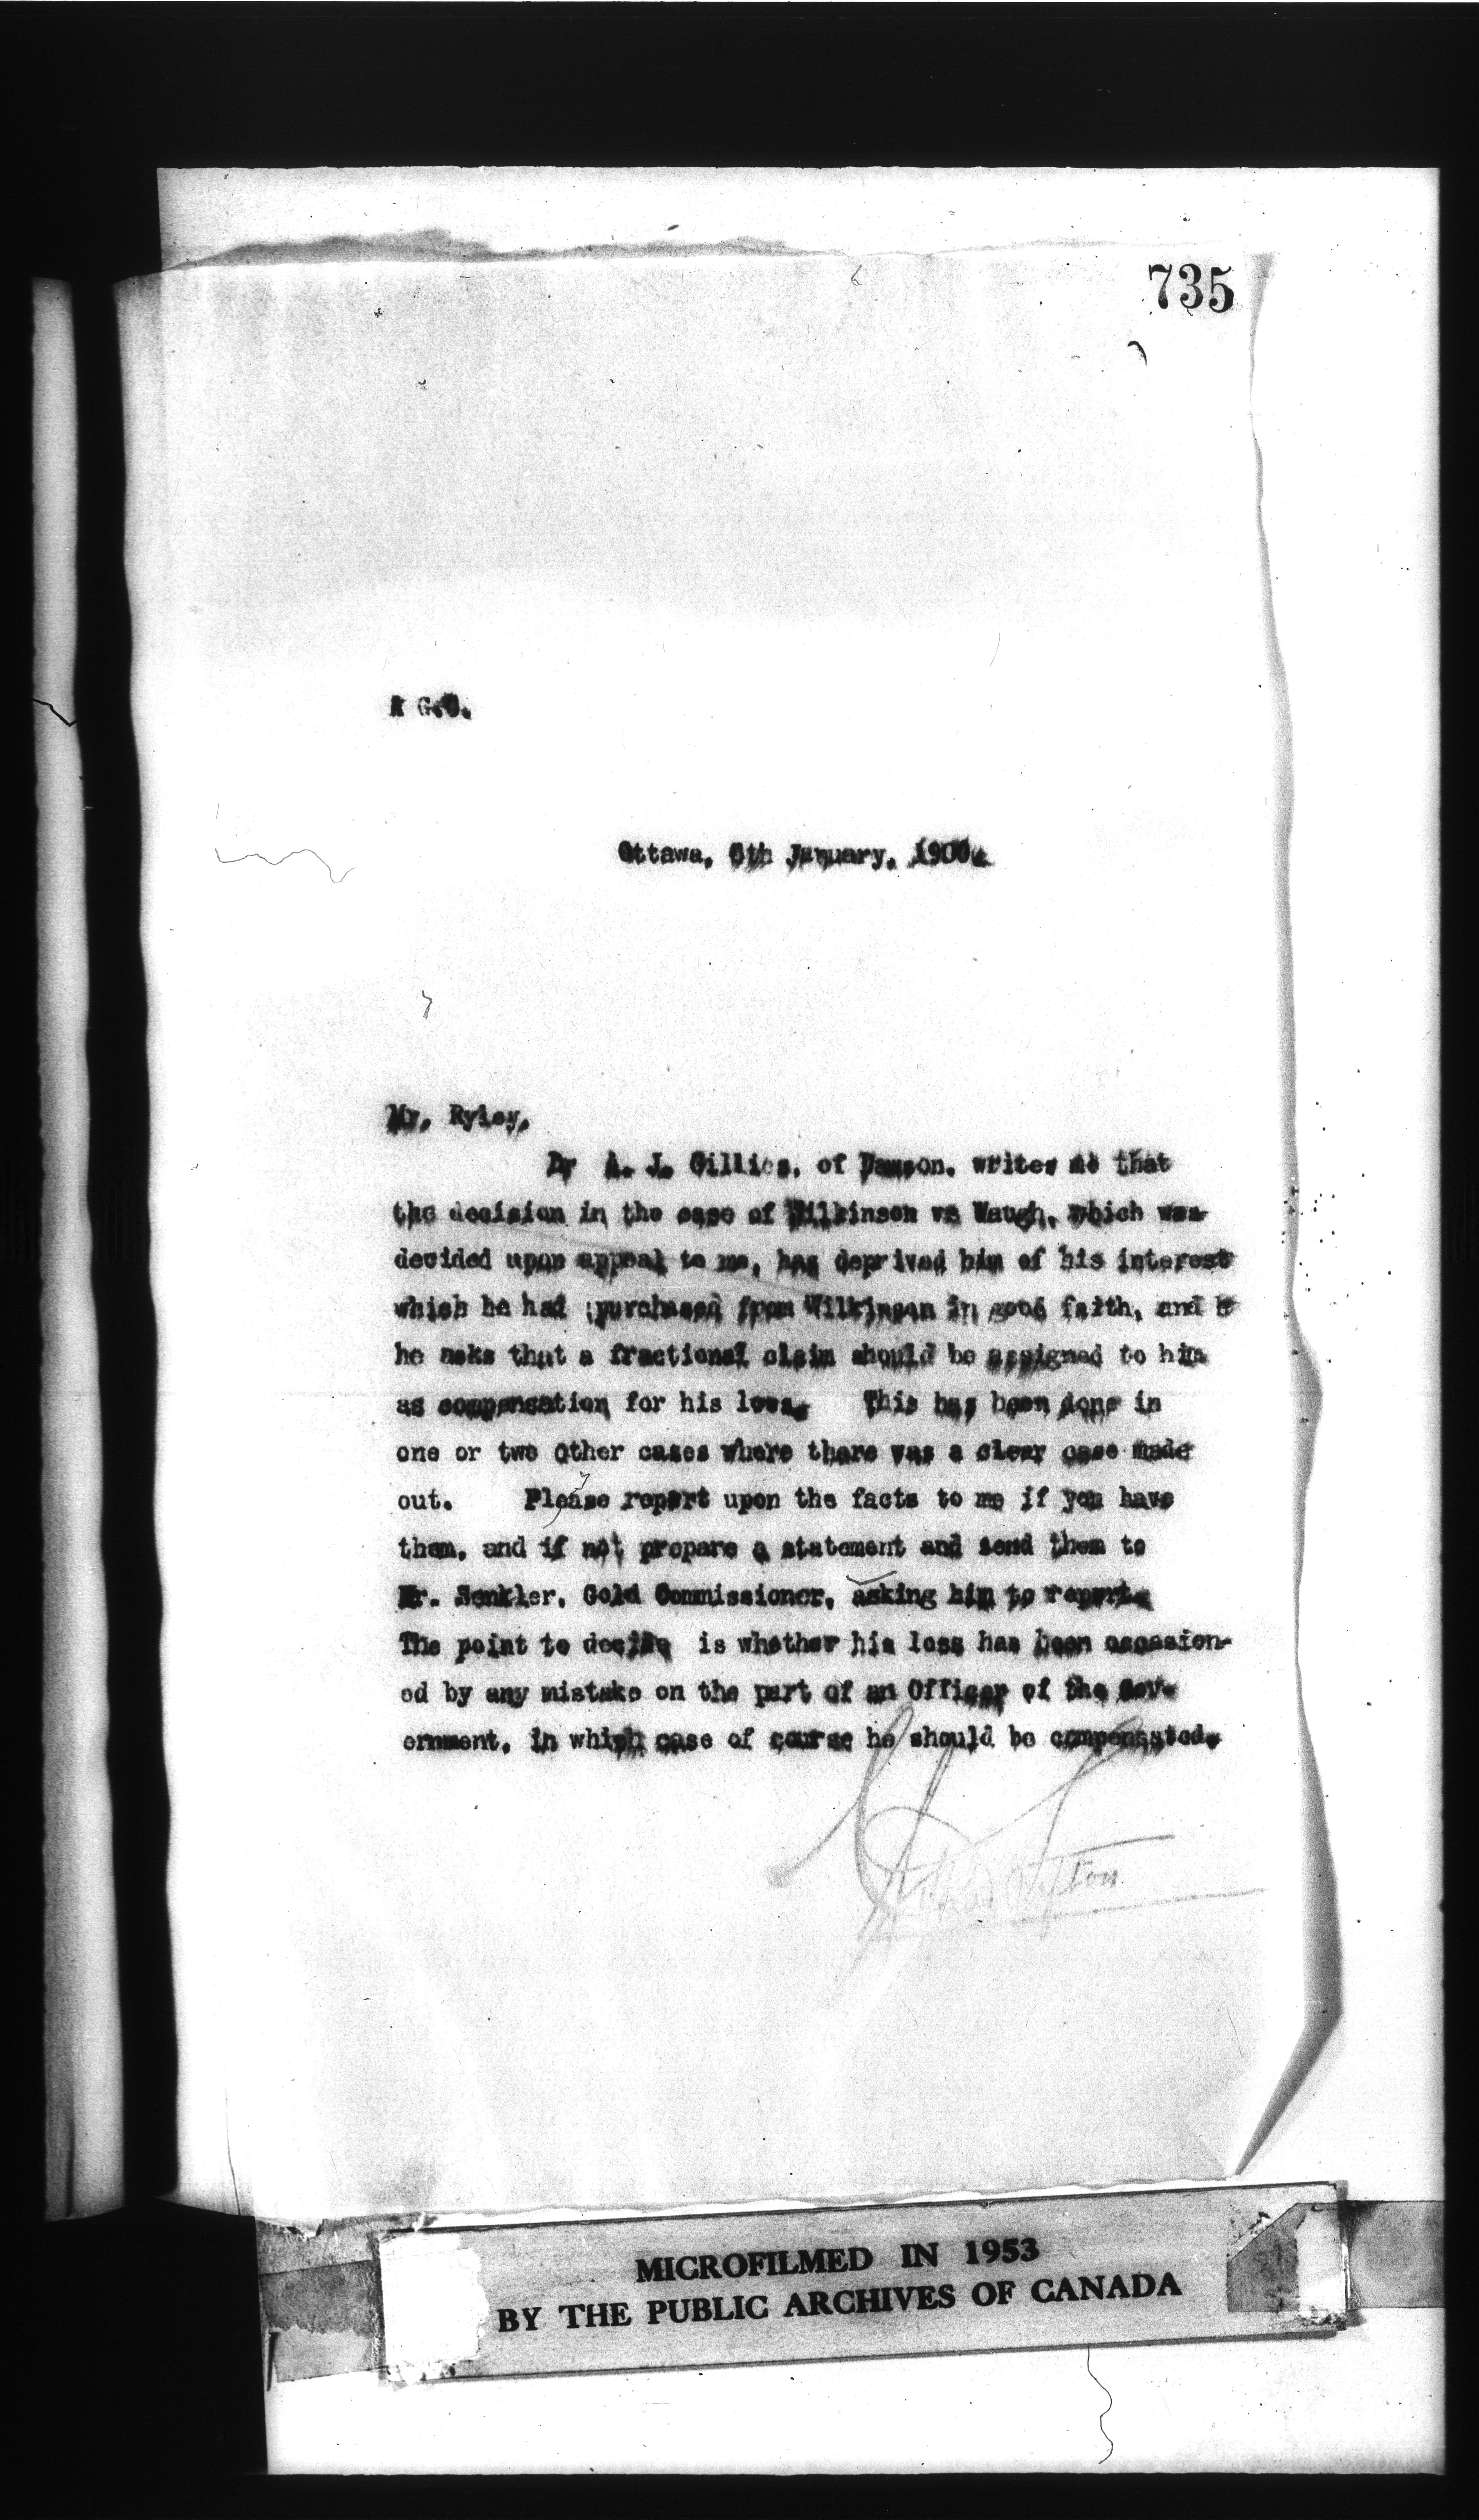 735
G.O.
Ottawa, 6th January, 1900.
Mr. Ryley,
Dr A. J. Gillies, of Dawson, writes me that
the decision in the case of Wilkinson vs Waugh, which was
decided upon appeal to me, has deprived him of his interest
which he had purchased from Wilkinson in good faith, and
he asks that a fractional claim should be assigned to him
as compensation for his loss. This has been done in
one or two other cases where there was a clear case made
out. Please report upon the facts to me if you have
them, and if not prepare a statement and send them to
Mr. Senkler, Gold Commissioner, asking him to report.
The point to decide is whether his loss has been occasion-
ed by any mistake on the part of an Officer of the Gov-
ernment, in which case of course he should be compensated.
Clifford Sifton
MICROFILMED IN 1953
BY THE PUBLIC ARCHIVES OF CANADA